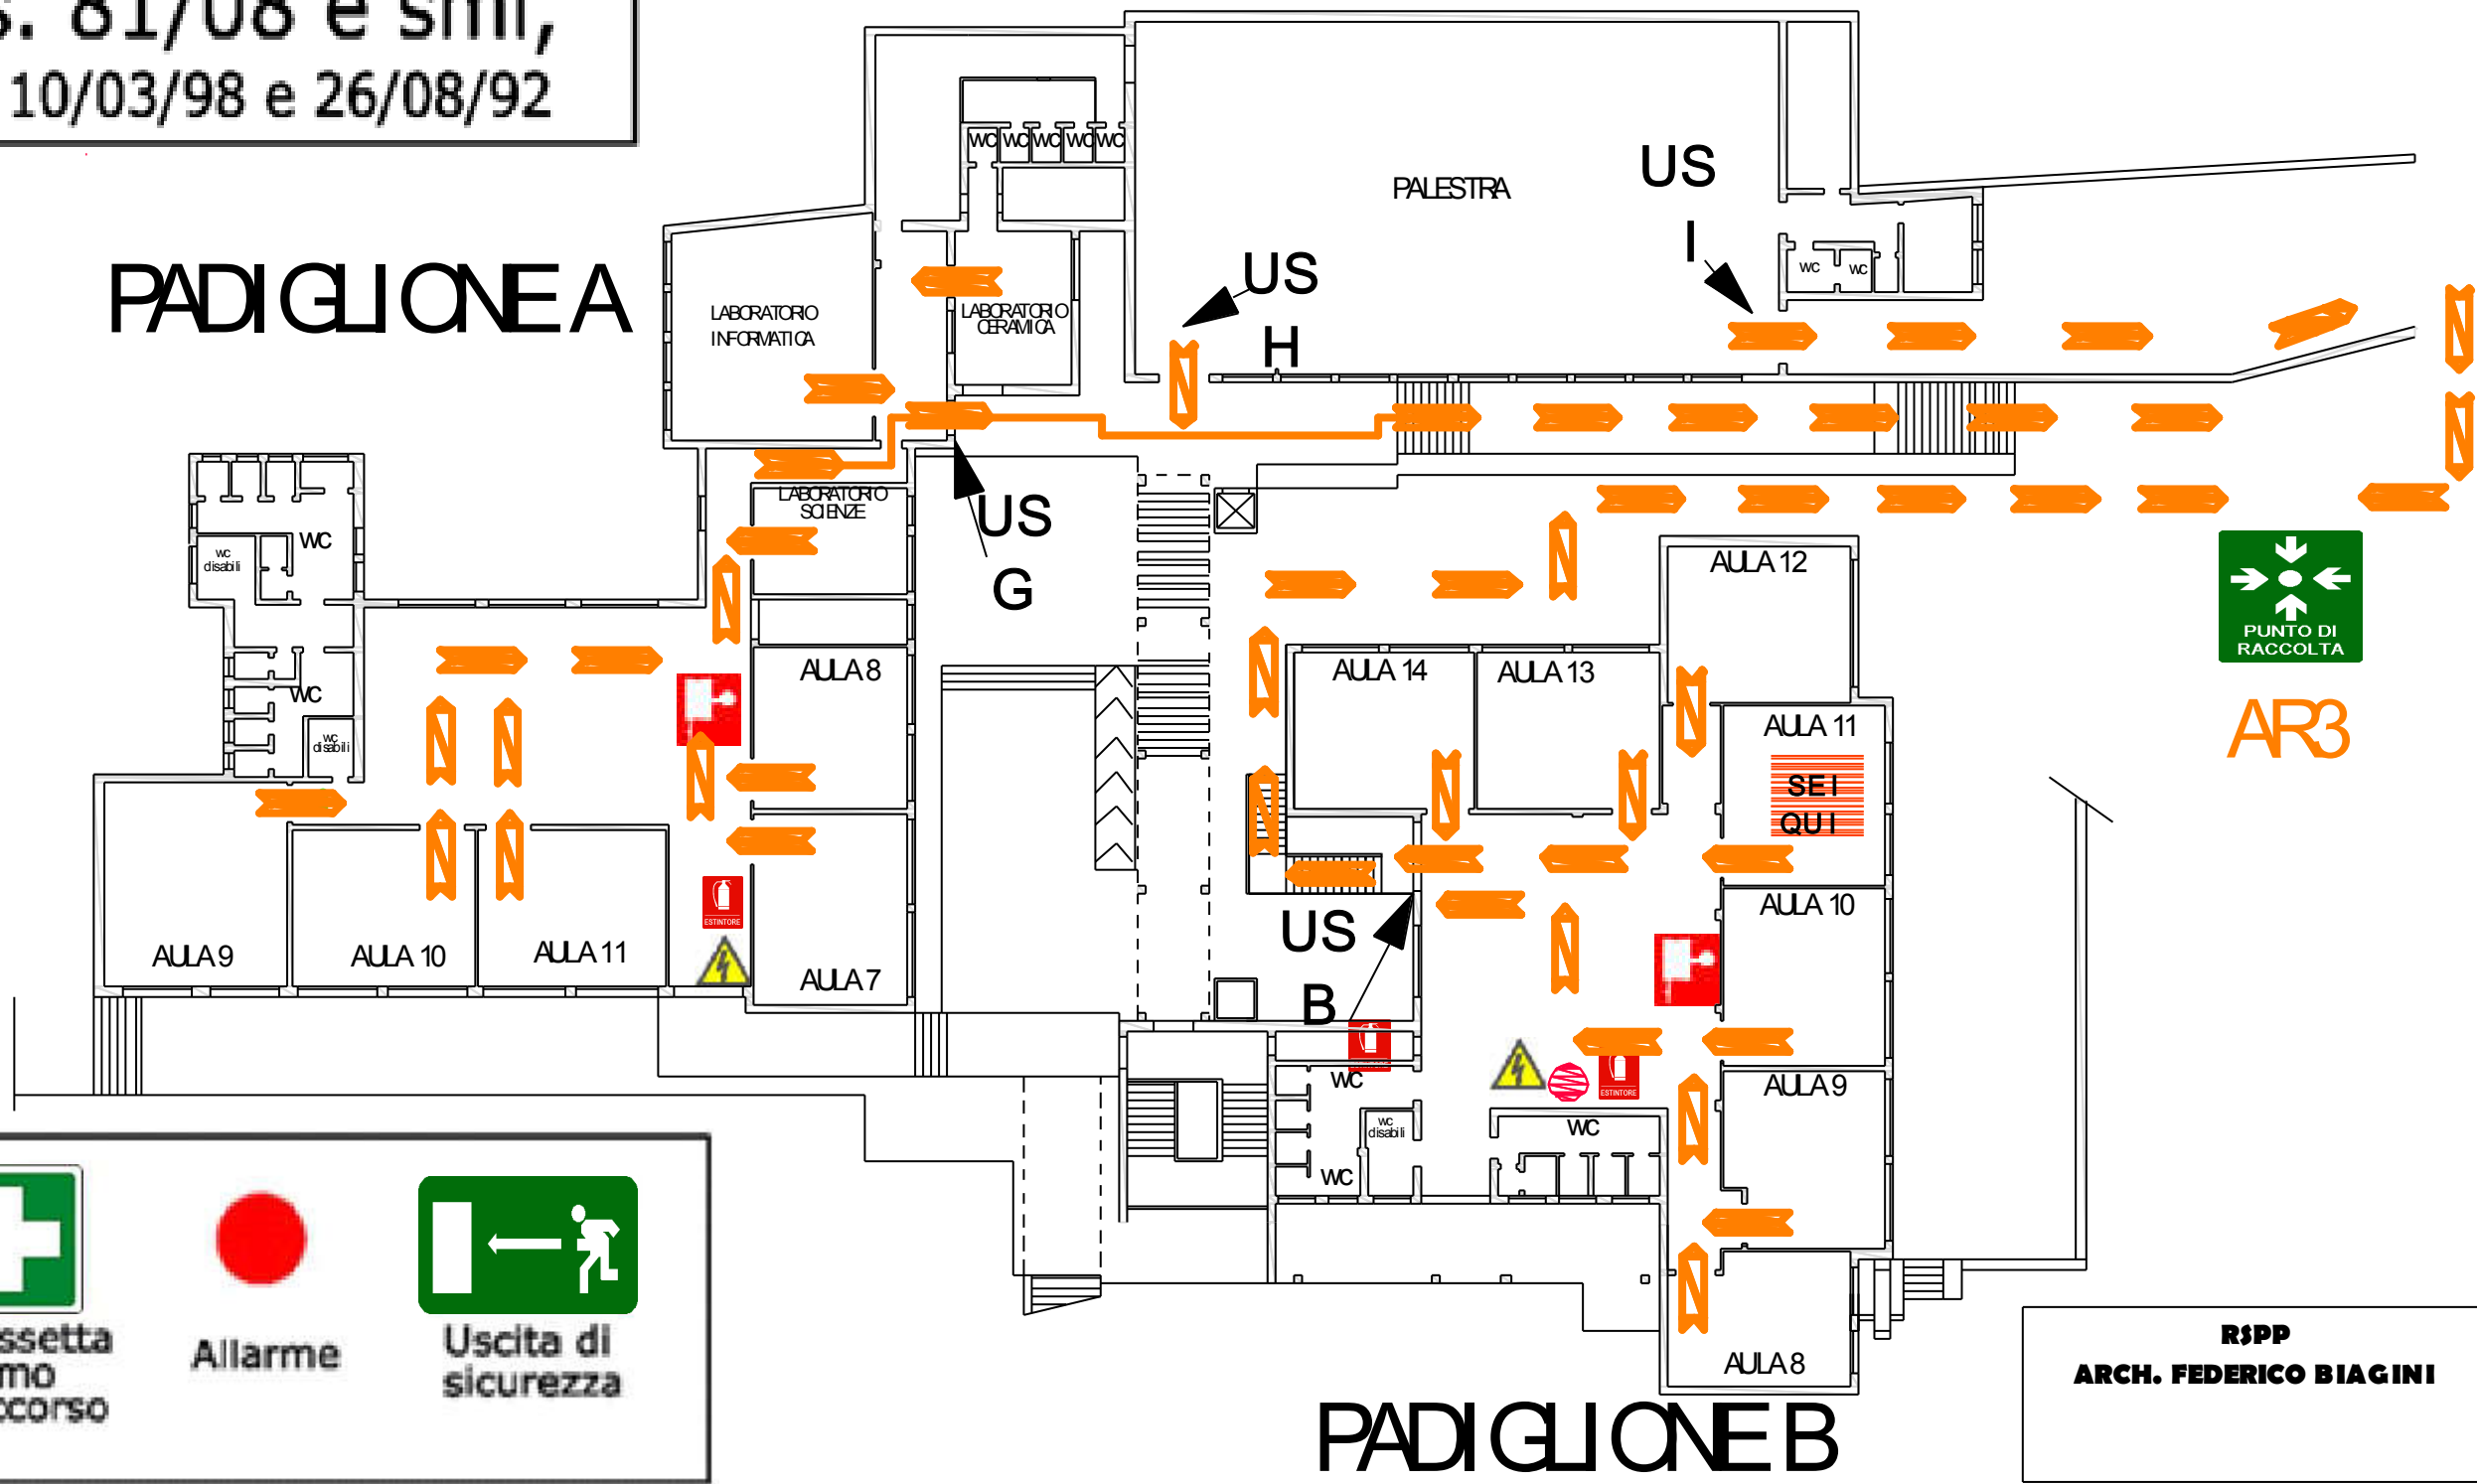 s. 81/08 e smi,
10/03/98 e 26/08/92
PADIGLIONE A
WC WC WC WC WC
PALESTRA
US
I
US
H
WC WC
LABORATORIO
INFORMATICA
LABORATORIO
CERAMICA
LABORATORIO
SCIENZE
US
G
WC
wc
disabili
WC
wc
disabili
AULA 8
AULA 9
AULA 10
AULA 11
AULA 7
ESTINTORE
AULA 12
AULA 14
AULA 13
AULA 11
SEI
QUI
AULA 10
AULA 9
AULA 8
US
B
WC
wc
disabili
WC
WC
ESTINTORE
PUNTO DI
RACCOLTA
AR3
ssetta
mo
ccorso
Allarme
Uscita di
sicurezza
PADIGLIONE B
RSPP
ARCH. FEDERICO BIAGINI